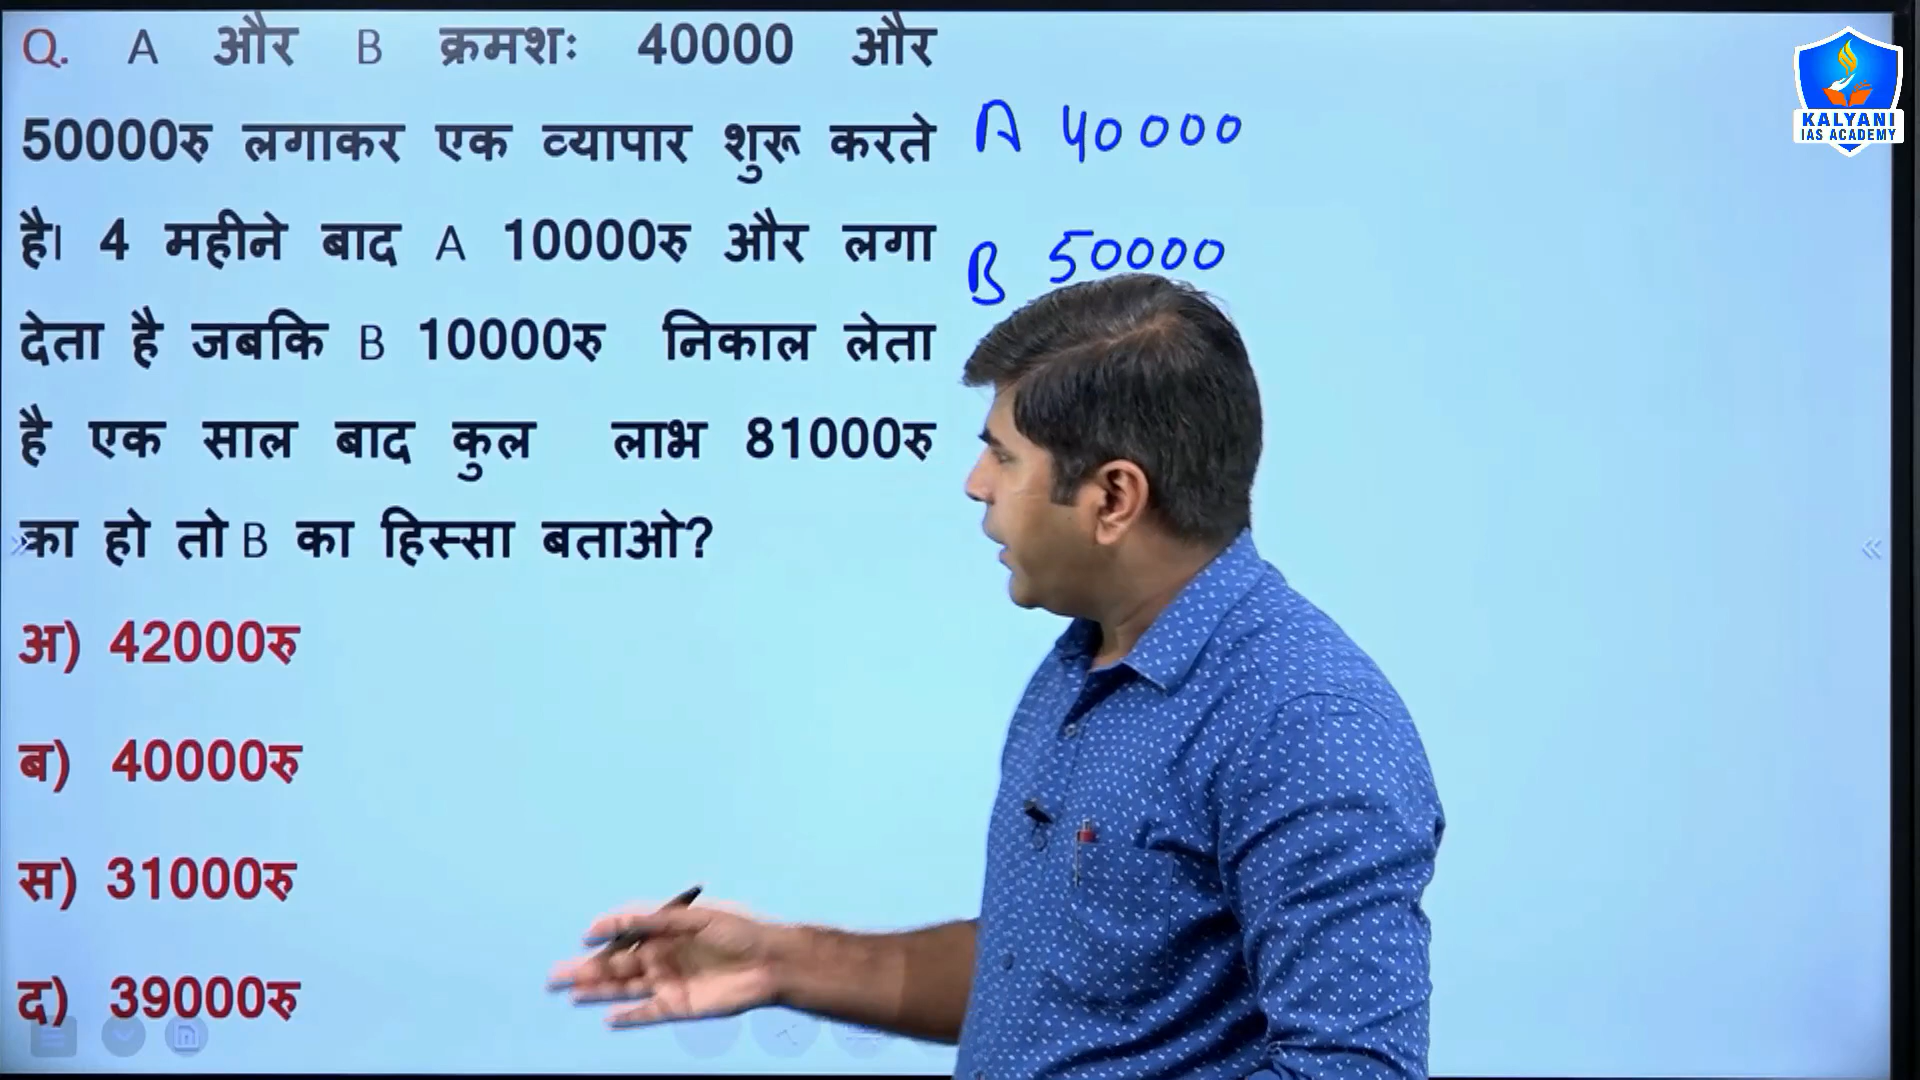 Q. A और B क्रमशः 40000 और
50000रु लगाकर एक व्यापार शुरू करते
है। 4 महीने बाद A 10000रु और लगा
देता है जबकि B 10000रु निकाल लेता
है एक साल बाद कुल लाभ 81000रु
का हो तो B का हिस्सा बताओ?
अ) 42000रु
ब) 40000रु
स) 31000रु
द) 39000रु
A 40000
B 50000
KALYANI
IAS ACADEMY